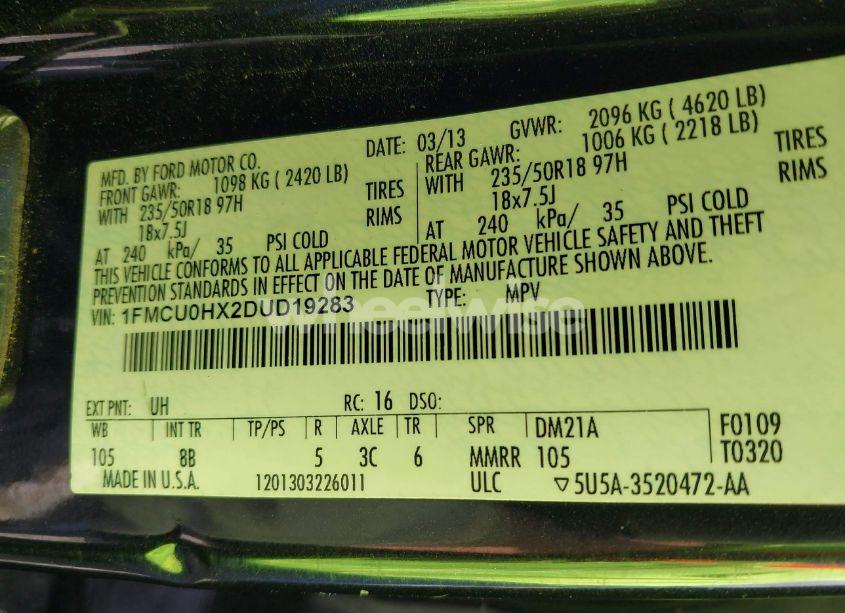 MFD. BY FORD MOTOR CO. DATE: 03/13 GVWR: 2096 KG ( 4620 LB)
FRONT GAWR: 1098 KG ( 2420 LB) REAR GAWR: 1006 KG ( 2218 LB)
WITH 235/50R18 97H TIRES WITH 235/50R18 97H TIRES
18x7.5J RIMS 18x7.5J RIMS
AT 240 kPa/ 35 PSI COLD AT 240 kPa/ 35 PSI COLD
THIS VEHICLE CONFORMS TO ALL APPLICABLE FEDERAL MOTOR VEHICLE SAFETY AND THEFT
PREVENTION STANDARDS IN EFFECT ON THE DATE OF MANUFACTURE SHOWN ABOVE.
VIN: 1FMCU0HX2DUD19283 TYPE: MPV
wheelwise
EXT PNT: UH RC: 16 DSO:
WB INT TR TP/PS R AXLE TR SPR DM21A F0109
105 8B 5 3C 6 MMRR 105 T0320
MADE IN U.S.A. 1201303226011 ULC ▽5U5A-3520472-AA